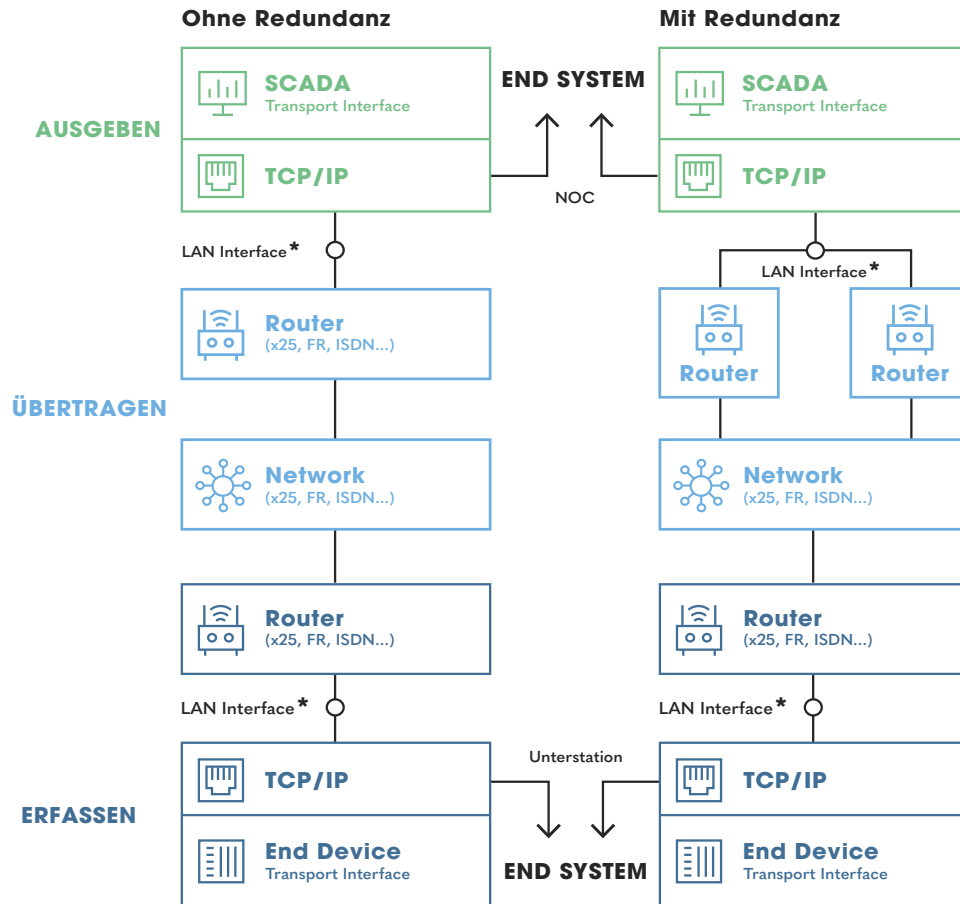 Ohne Redundanz
Mit Redundanz
SCADA
Transport Interface
END SYSTEM
SCADA
Transport Interface
AUSGEBEN
TCP/IP
NOC
TCP/IP
LAN Interface*
LAN Interface*
Router
(x25, FR, ISDN...)
Router
Router
ÜBERTRAGEN
Network
(x25, FR, ISDN...)
Network
(x25, FR, ISDN...)
Router
(x25, FR, ISDN...)
Router
(x25, FR, ISDN...)
LAN Interface*
LAN Interface*
TCP/IP
Unterstation
TCP/IP
ERFASSEN
End Device
Transport Interface
END SYSTEM
End Device
Transport Interface